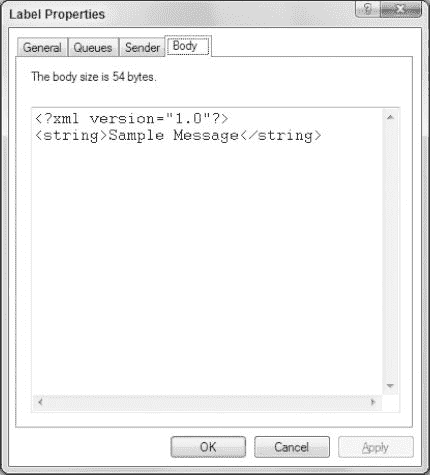 Label Properties
General Queues Sender Body
The body size is 54 bytes.
<?xml version="1.0"?>
<string>Sample Message</string>
OK Cancel Apply